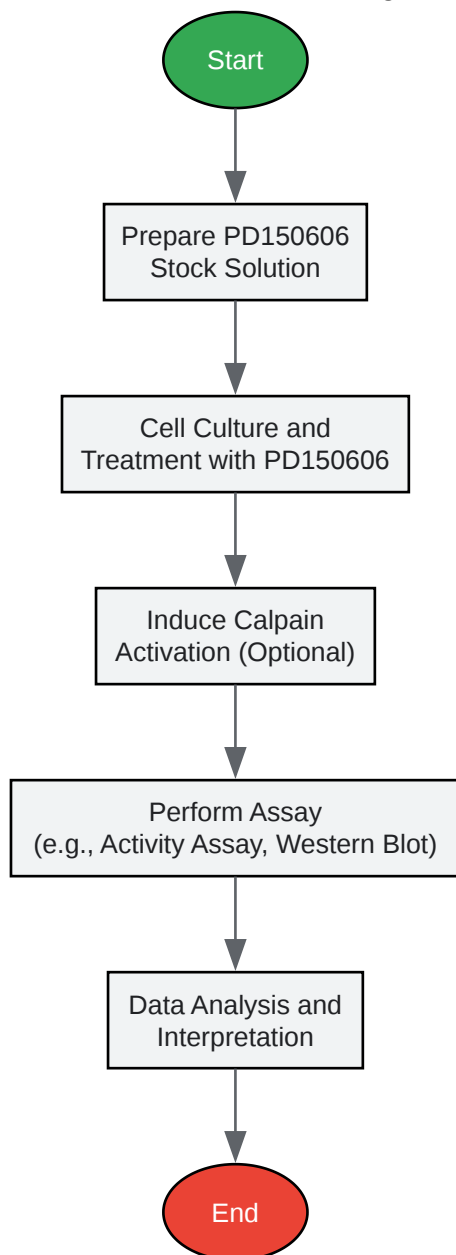 Start
Prepare PD150606
Stock Solution
Cell Culture and
Treatment with PD150606
Induce Calpain
Activation (Optional)
Perform Assay
(e.g., Activity Assay, Western Blot)
Data Analysis and
Interpretation
End